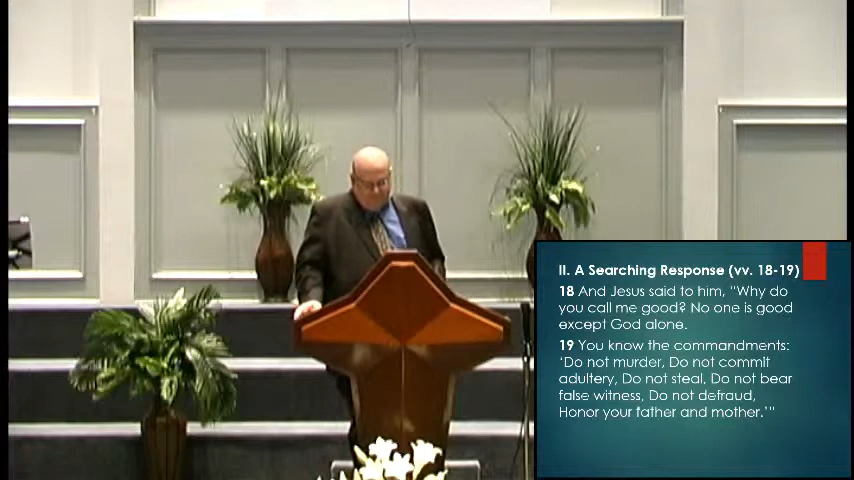 II. A Searching Response (vv. 18-19)
18 And Jesus said to him, "Why do
you call me good? No one is good
except God alone.
19 You know the commandments:
'Do not murder, Do not commit
adultery, Do not steal, Do not bear
false witness, Do not defraud,
Honor your father and mother.'"